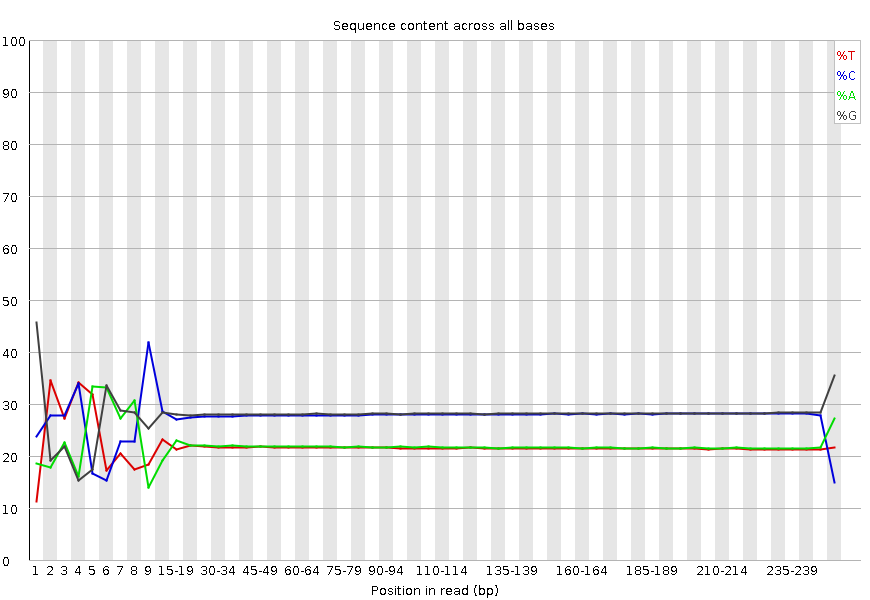 Sequence content across all bases
100
90
80
70
60
50
40
30
20
10
0
%T
%C
%A
%G
1 2 3 4 5 6 7 8 9 15-19 30-34 45-49 60-64 75-79 90-94 110-114 135-139 160-164 185-189 210-214 235-239
Position in read (bp)